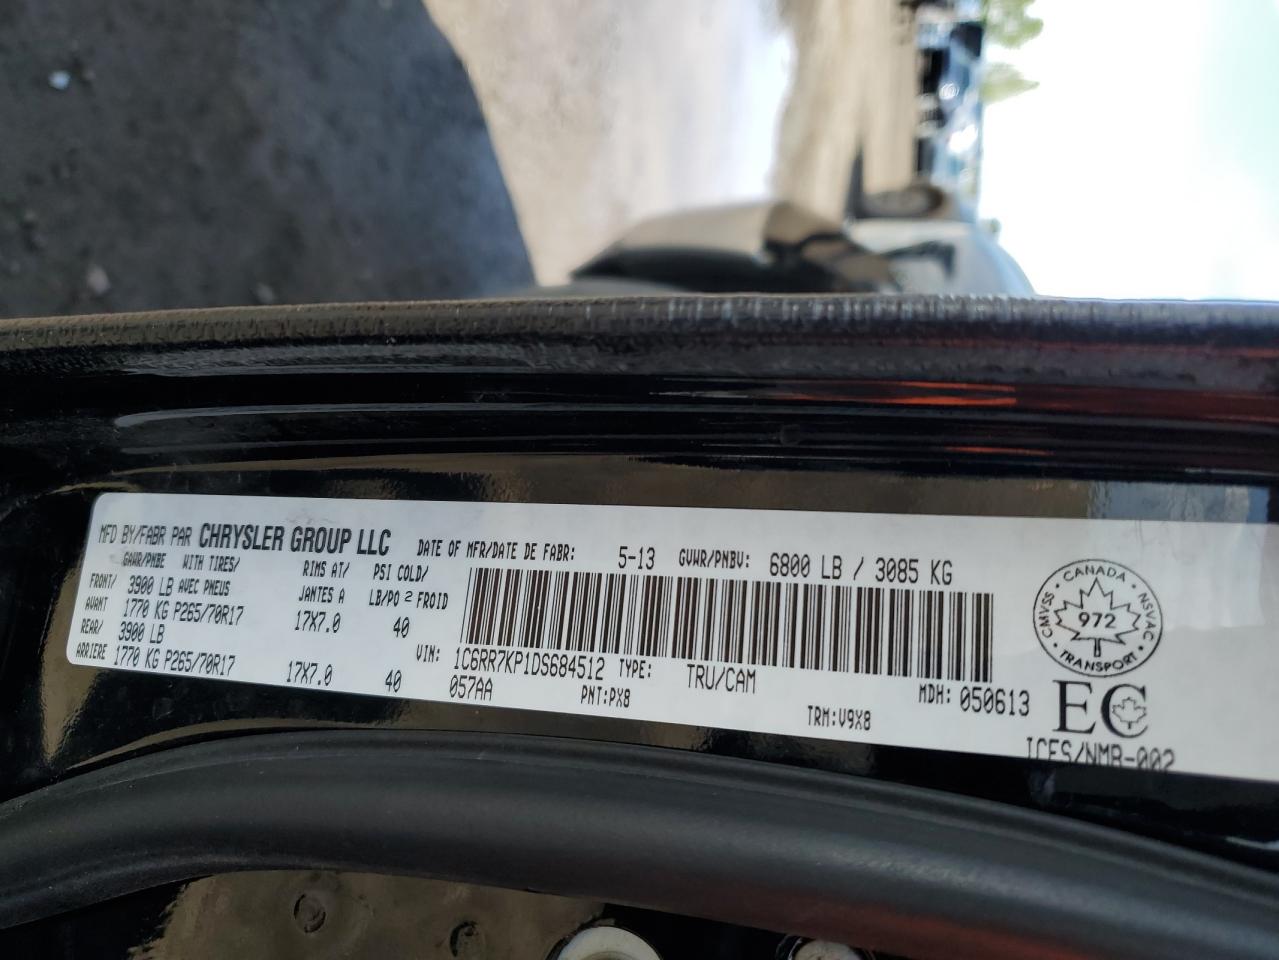 MFD BY/FABR PAR CHRYSLER GROUP LLC DATE OF MFR/DATE DE FABR: 5-13 GVWR/PNBV: 6800 LB / 3085 KG
GAWR/PNBE WITH TIRES/ RIMS AT/ PSI COLD/
FRONT/ 3900 LB AVEC PNEUS JANTES A LB/PO² FROID
AVANT 1770 KG P265/70R17 17X7.0 40
REAR/ 3900 LB
ARRIERE 1770 KG P265/70R17 17X7.0 40
VIN: 1C6RR7KP1DS684512 TYPE: TRU/CAM MDH: 050613
057AA PNT:PX8 TRM:V9X8
CMVSS CANADA NSVAC
972
TRANSPORT
EC
ICES/NMB-002